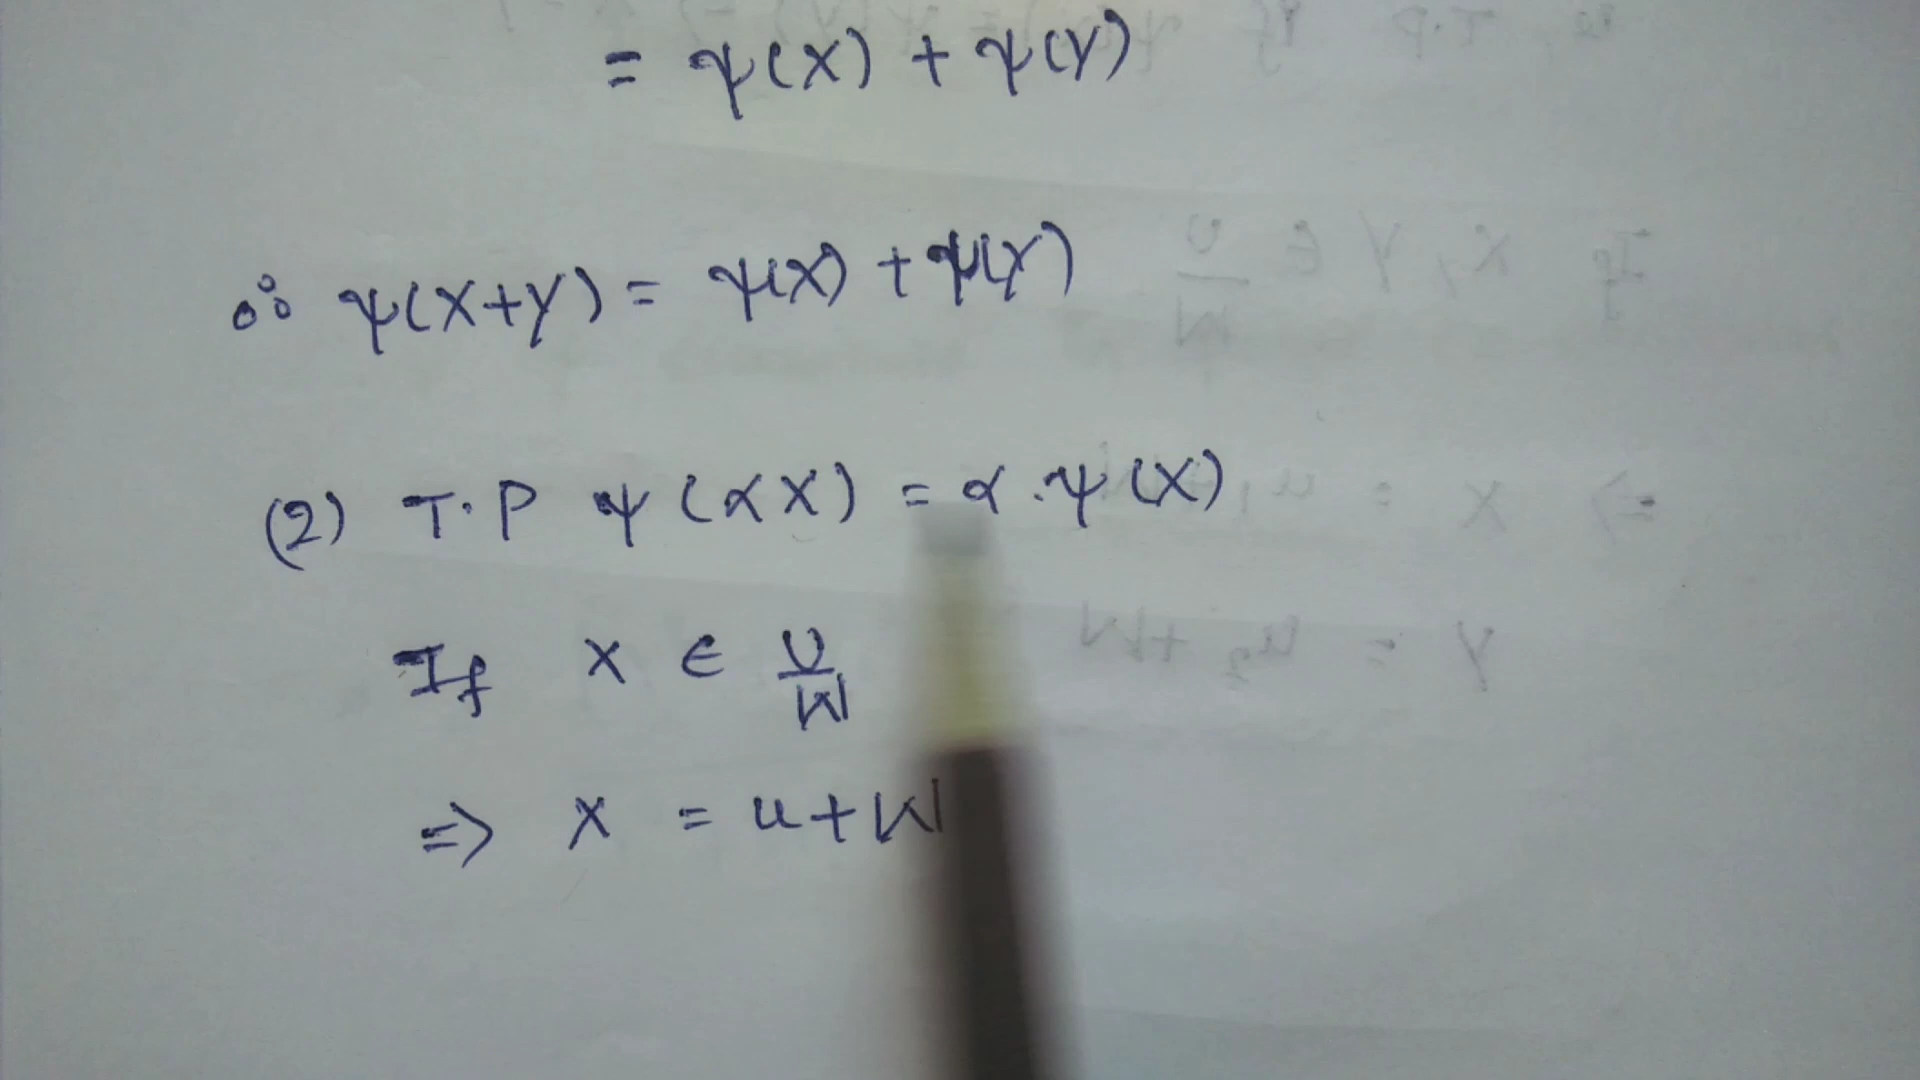 = ψ(X) + ψ(Y)
∴ ψ(X+Y) = ψ(X) + ψ(Y)
(2) T.P ψ(αX) = α.ψ(X)
If X ∈ U/W
=> X = u+W